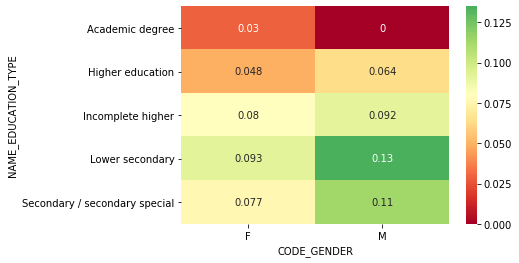 NAME_EDUCATION_TYPE
Academic degree 0.03 0
Higher education 0.048 0.064
Incomplete higher 0.08 0.092
Lower secondary 0.093 0.13
Secondary / secondary special 0.077 0.11
F M
CODE_GENDER
0.125
0.100
0.075
0.050
0.025
0.000